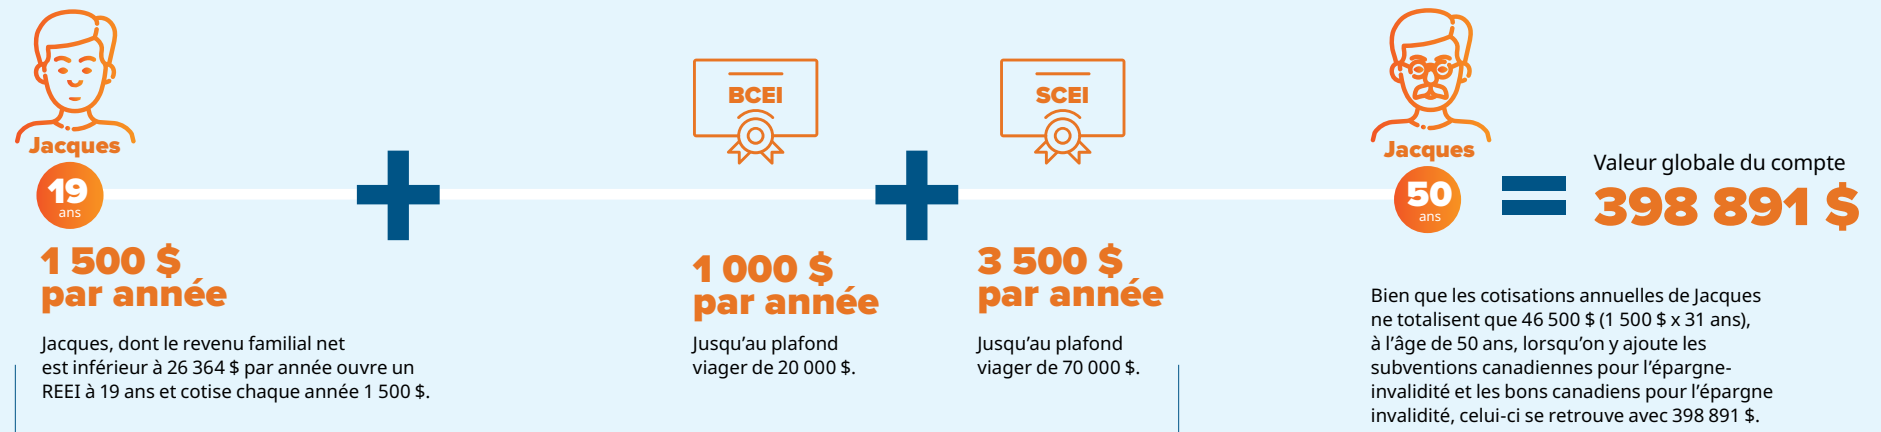 Jacques
19
ans
1 500 $
par année
Jacques, dont le revenu familial net
est inférieur à 26 364 $ par année ouvre un
REEI à 19 ans et cotise chaque année 1 500 $.
BCEI
1 000 $
par année
Jusqu’au plafond
viager de 20 000 $.
SCEI
3 500 $
par année
Jusqu’au plafond
viager de 70 000 $.
Jacques
50
ans
Valeur globale du compte
398 891 $
Bien que les cotisations annuelles de Jacques
ne totalisent que 46 500 $ (1 500 $ x 31 ans),
à l’âge de 50 ans, lorsqu’on y ajoute les
subventions canadiennes pour l’épargne-
invalidité et les bons canadiens pour l’épargne
invalidité, celui-ci se retrouve avec 398 891 $.